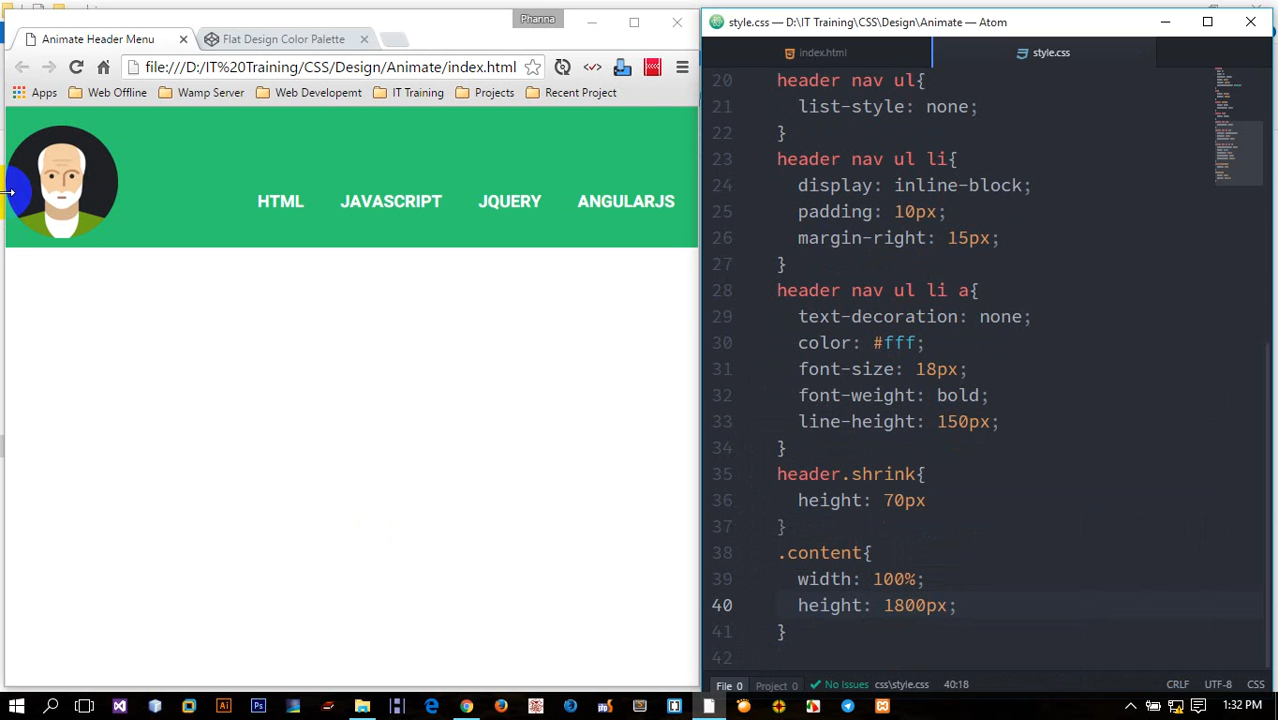 Phanna
Animate Header Menu
Flat Design Color Palette
file:///D:/IT%20Training/CSS/Design/Animate/index.html
Apps
Web Offline
Wamp Server
Web Developemt
IT Training
Projects
Recent Project
HTML
JAVASCRIPT
JQUERY
ANGULARJS
style.css — D:\IT Training\CSS\Design\Animate — Atom
index.html
style.css
20 header nav ul{
21 list-style: none;
22 }
23 header nav ul li{
24 display: inline-block;
25 padding: 10px;
26 margin-right: 15px;
27 }
28 header nav ul li a{
29 text-decoration: none;
30 color: #fff;
31 font-size: 18px;
32 font-weight: bold;
33 line-height: 150px;
34 }
35 header.shrink{
36 height: 70px
37 }
38 .content{
39 width: 100%;
40 height: 1800px;
41 }
42
File 0 Project 0 No Issues css\style.css 40:18 CRLF UTF-8 CSS
1:32 PM